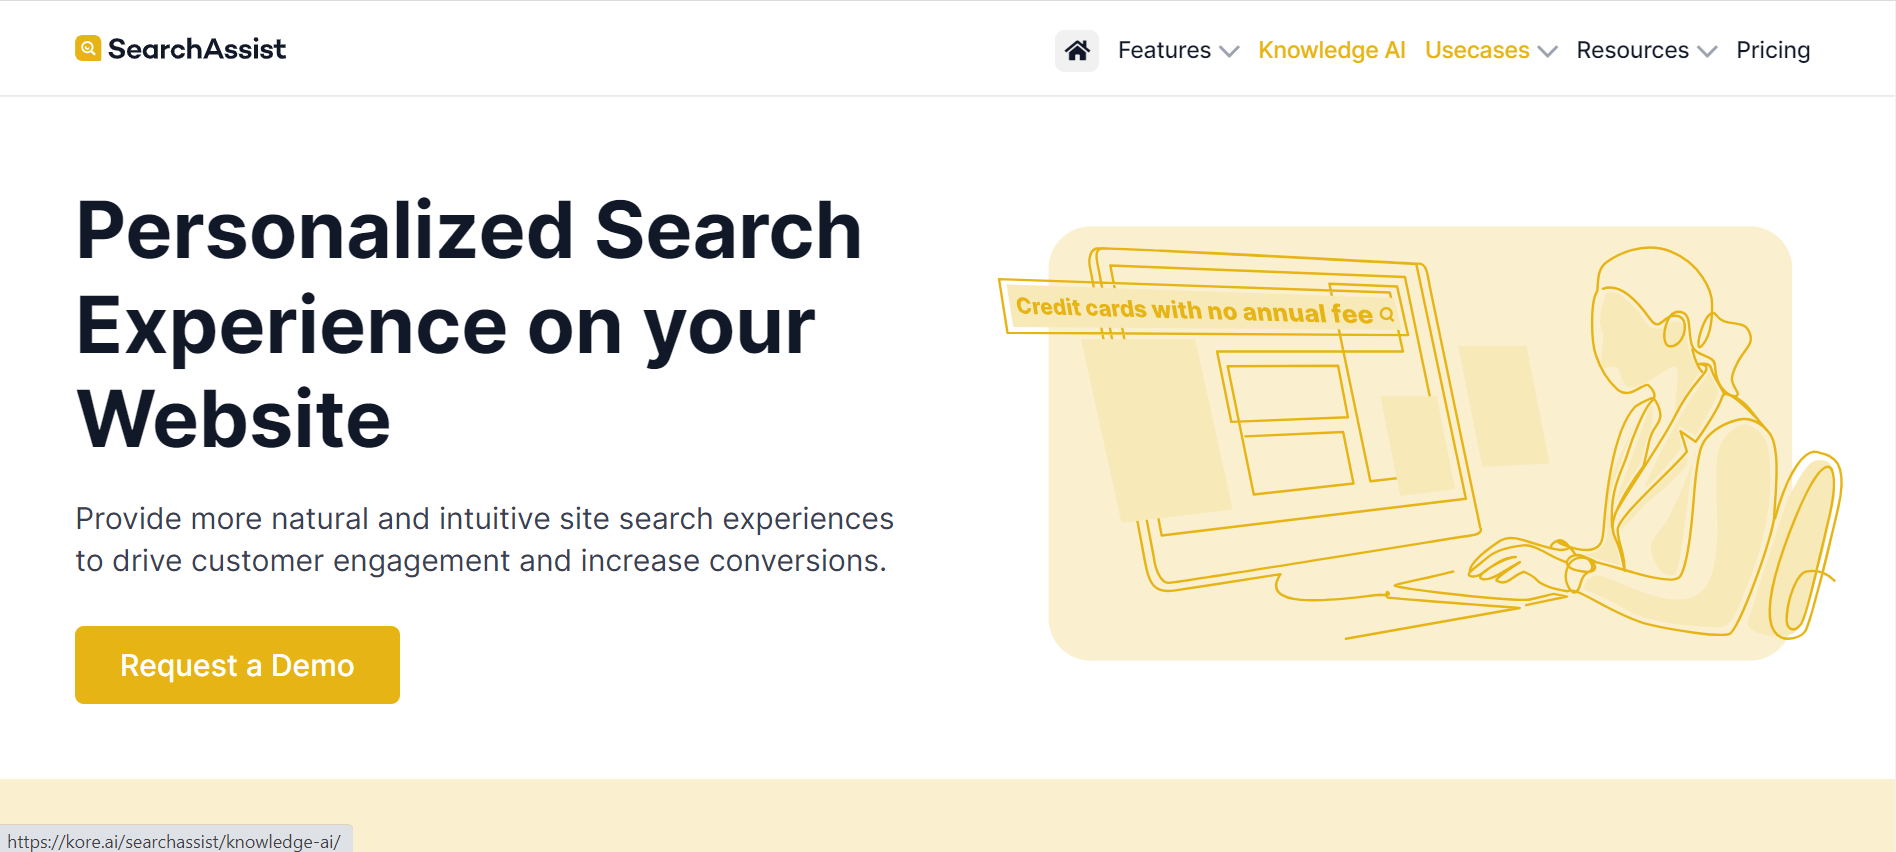 SearchAssist
Features Knowledge AI Usecases Resources Pricing
Personalized Search
Experience on your
Website
Provide more natural and intuitive site search experiences
to drive customer engagement and increase conversions.
Request a Demo
Credit cards with no annual fee
https://kore.ai/searchassist/knowledge-ai/